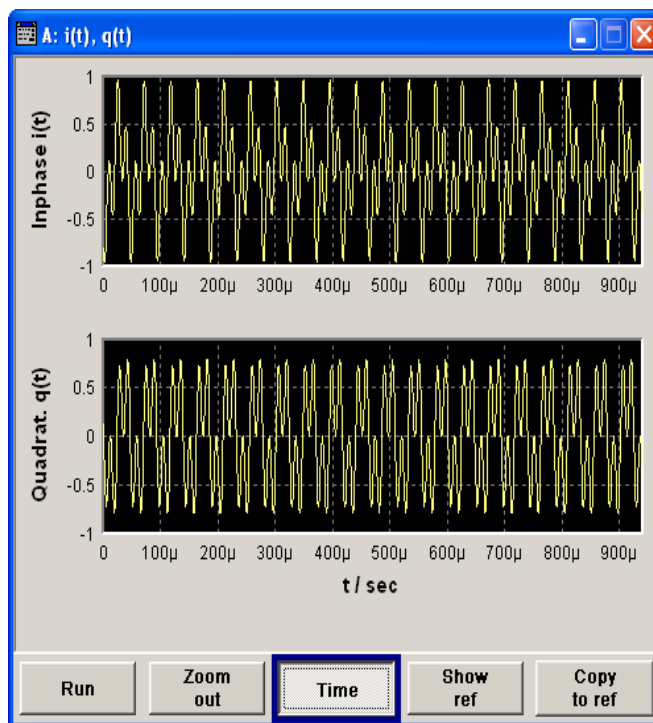 A: i(t), q(t)
Inphase i(t)
1
0.5
0
-0.5
-1
0 100µ 200µ 300µ 400µ 500µ 600µ 700µ 800µ 900µ
Quadrat. q(t)
1
0.5
0
-0.5
-1
0 100µ 200µ 300µ 400µ 500µ 600µ 700µ 800µ 900µ
t / sec
Run
Zoom
out
Time
Show
ref
Copy
to ref